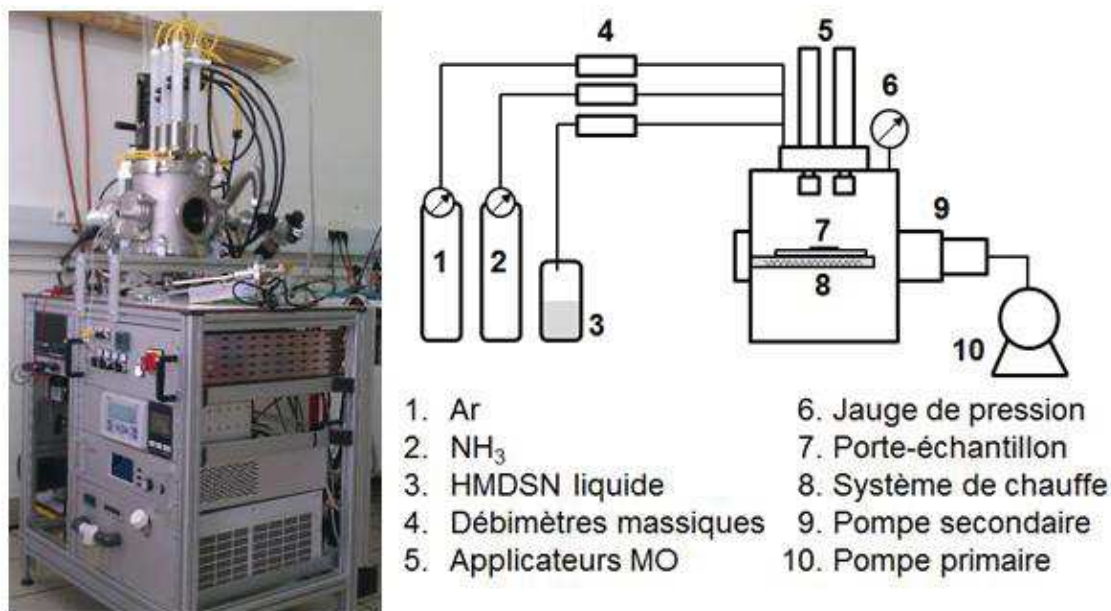 4
5
6
1
2
3
7
8
9
10
1. Ar
2. NH₃
3. HMDSN liquide
4. Débimètres massiques
5. Applicateurs MO
6. Jauge de pression
7. Porte-échantillon
8. Système de chauffe
9. Pompe secondaire
10. Pompe primaire